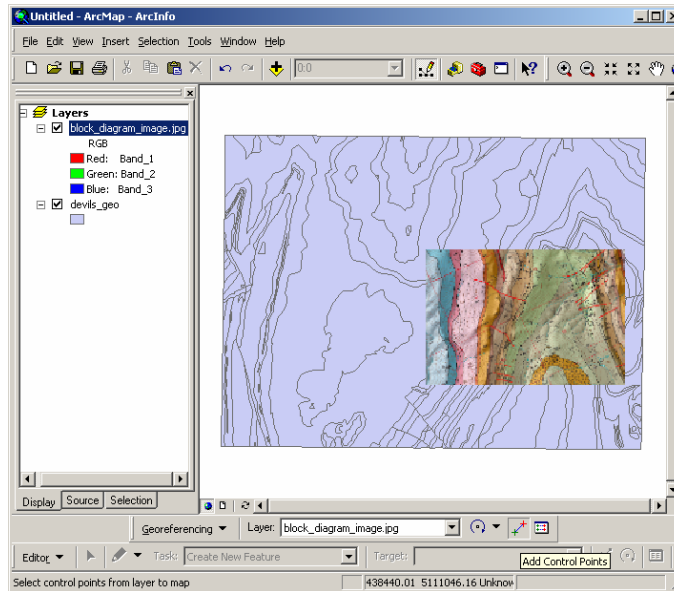 Untitled - ArcMap - ArcInfo
File Edit View Insert Selection Tools Window Help
0:0
Layers
block_diagram_image.jpg
RGB
Red: Band_1
Green: Band_2
Blue: Band_3
devils_geo
Display Source Selection
Georeferencing Layer: block_diagram_image.jpg
Editor Task: Create New Feature Target:
Add Control Points
Select control points from layer to map 438440.01 5111046.16 Unknow